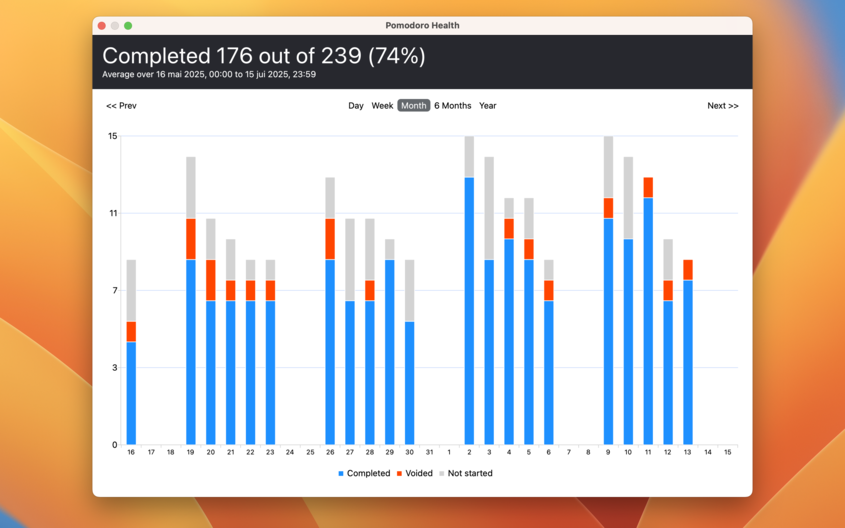 Pomodoro Health
Completed 176 out of 239 (74%)
Average over 16 mai 2025, 00:00 to 15 jui 2025, 23:59
<< Prev Day Week Month 6 Months Year Next >>
15
11
7
3
0
16 17 18 19 20 21 22 23 24 25 26 27 28 29 30 31 1 2 3 4 5 6 7 8 9 10 11 12 13 14 15
Completed Voided Not started